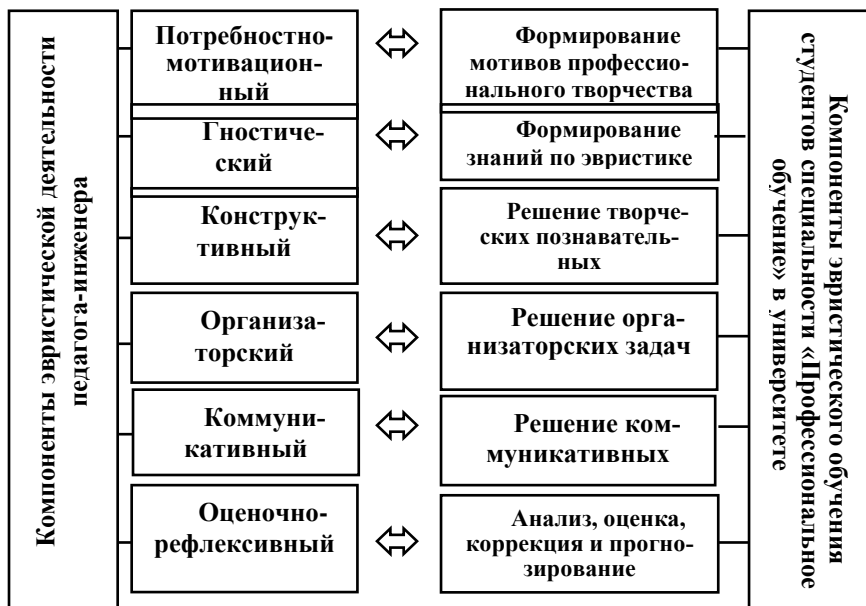 Компоненты эвристической деятельности
педагога-инженера
Потребностно-
мотивацион-
ный
Формирование
мотивов професси-
онального творчества
Гностиче-
ский
Формирование
знаний по эвристике
Конструк-
тивный
Решение творче-
ских познаватель-
ных
Организа-
торский
Решение орга-
низаторских задач
Коммуни-
кативный
Решение ком-
муникативных
Оценочно-
рефлексивный
Анализ, оценка,
коррекция и прогно-
зирование
Компоненты эвристического обучения
студентов специальности «Профессиональное
обучение» в университете